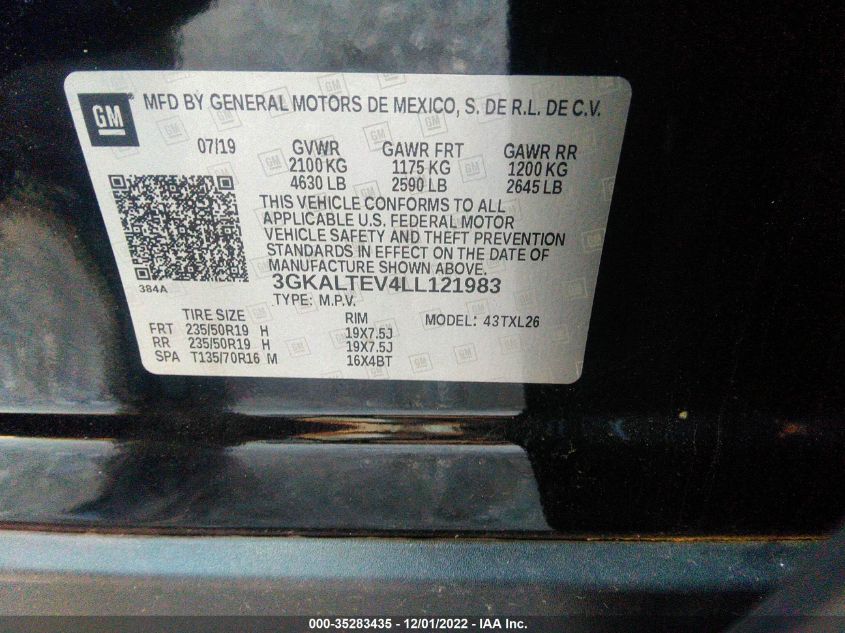 GM
MFD BY GENERAL MOTORS DE MEXICO, S. DE R.L. DE C.V.
07/19 GVWR GAWR FRT GAWR RR
2100 KG 1175 KG 1200 KG
4630 LB 2590 LB 2645 LB
THIS VEHICLE CONFORMS TO ALL
APPLICABLE U.S. FEDERAL MOTOR
VEHICLE SAFETY AND THEFT PREVENTION
STANDARDS IN EFFECT ON THE DATE OF
MANUFACTURE SHOWN ABOVE.
384A
3GKALTEV4LL121983
TYPE: M.P.V.
TIRE SIZE RIM MODEL: 43TXL26
FRT 235/50R19 H 19X7.5J
RR 235/50R19 H 19X7.5J
SPA T135/70R16 M 16X4BT
000-35283435 - 12/01/2022 - IAA Inc.